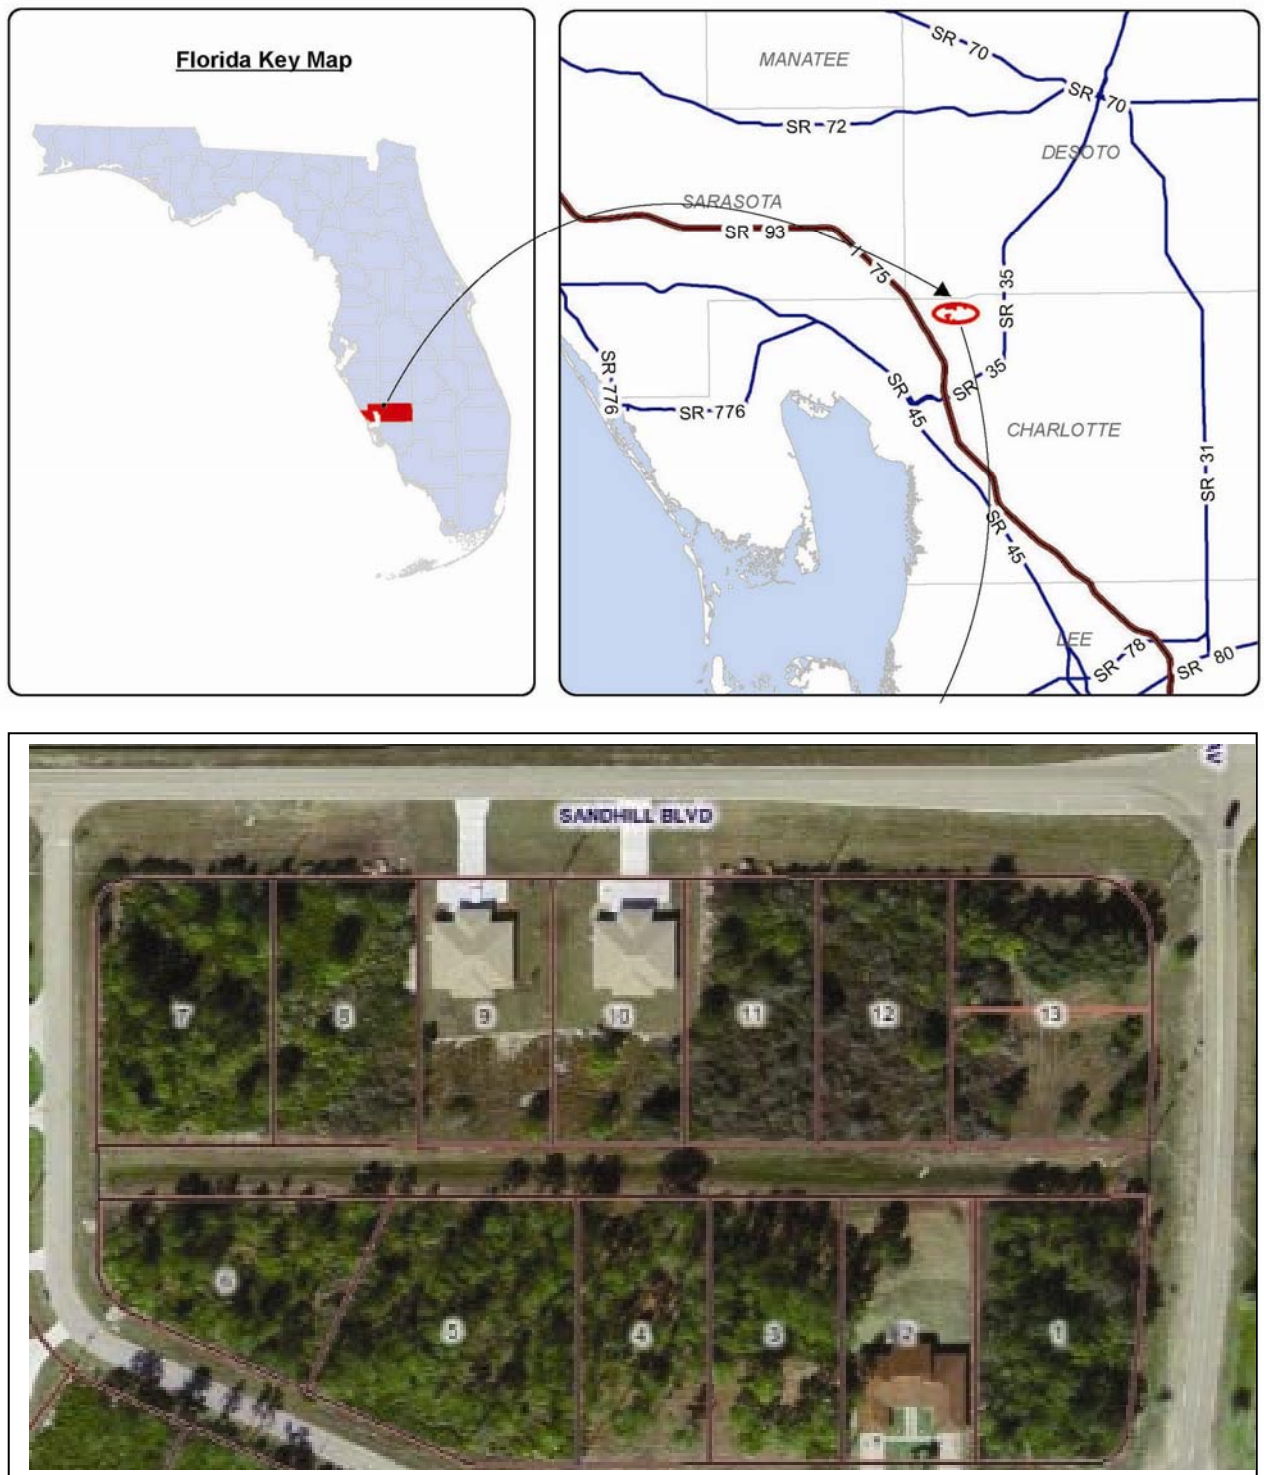 Florida Key Map
SR 70
MANATEE
SR 70
SR 72
DESOTO
SARASOTA
SR 93
I 75
SR 35
SR 776
SR 35
SR 45
SR 776
CHARLOTTE
SR 31
SR 45
LEE
SR 78
SR 80
SANDHILL BLVD
7
8
9
10
11
12
13
6
5
4
3
2
1